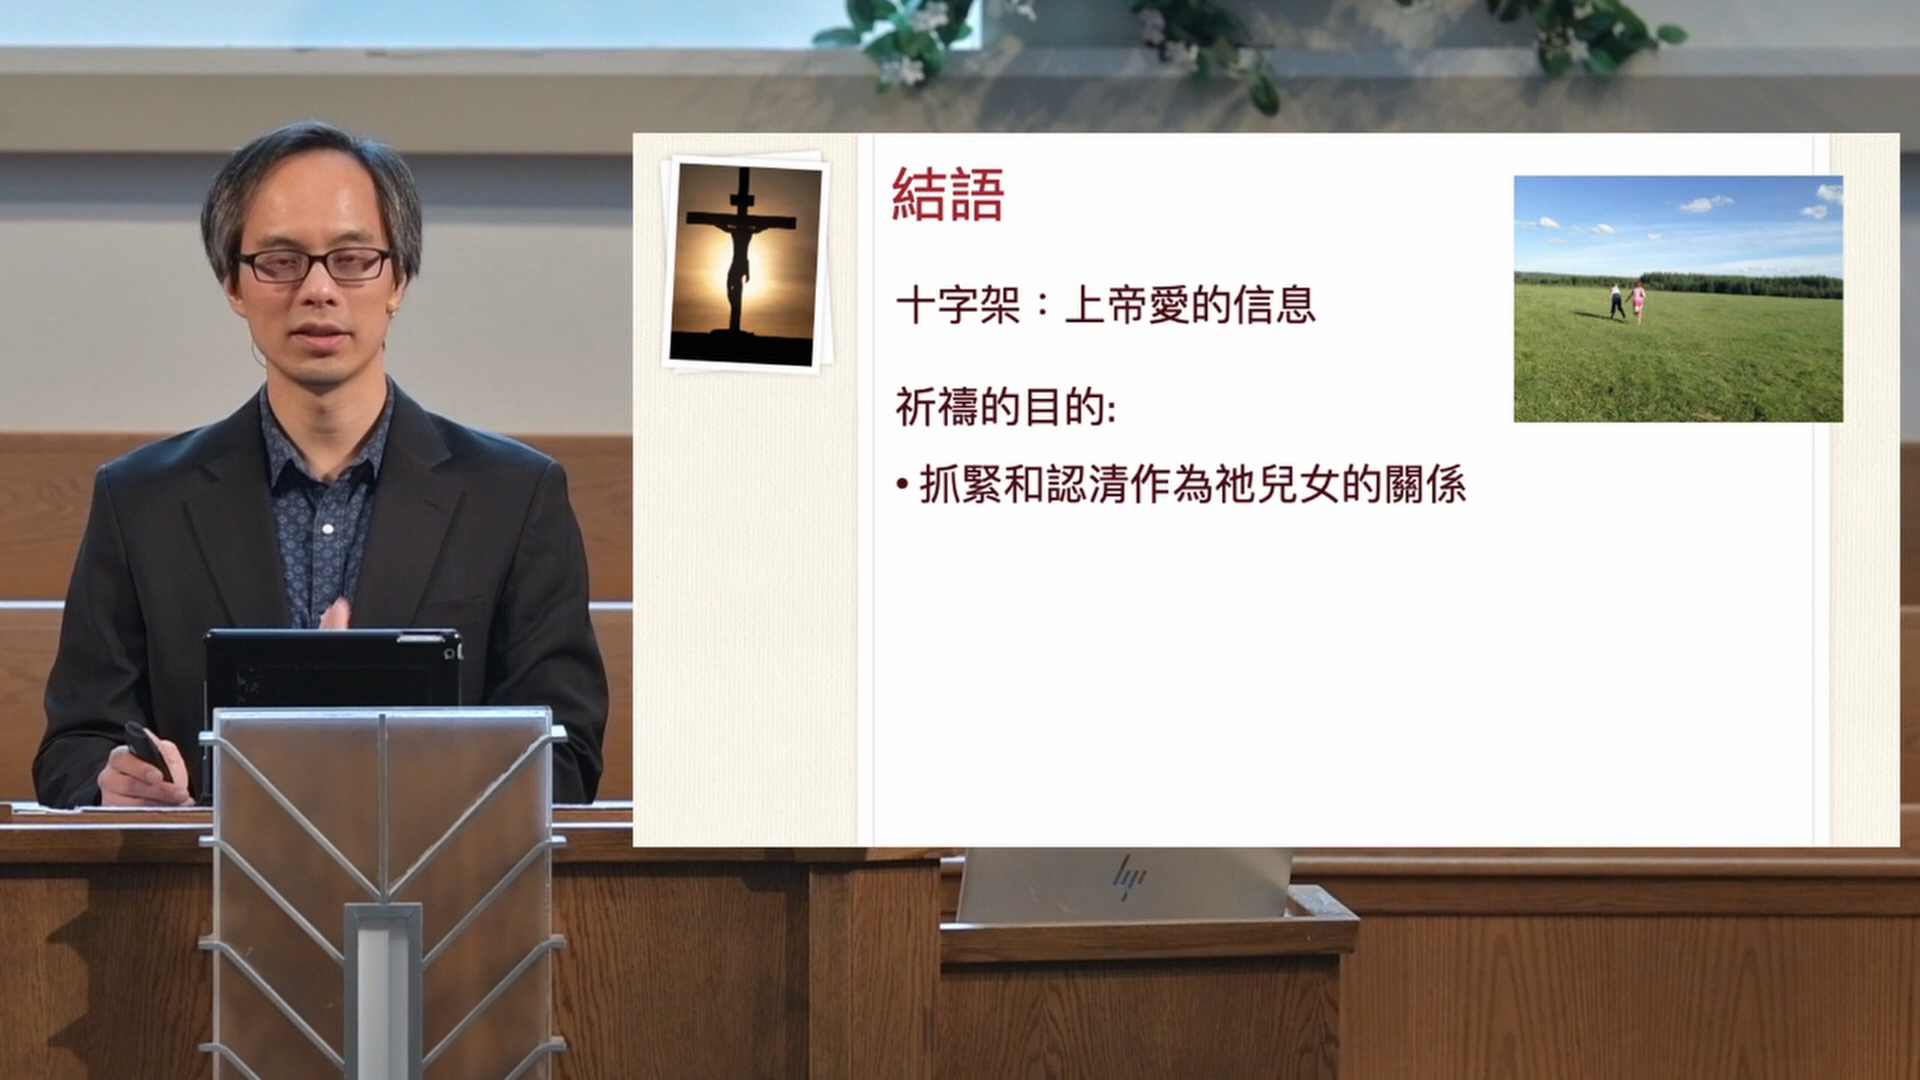 結語
十字架：上帝愛的信息
祈禱的目的:
• 抓緊和認清作為祂兒女的關係
hp